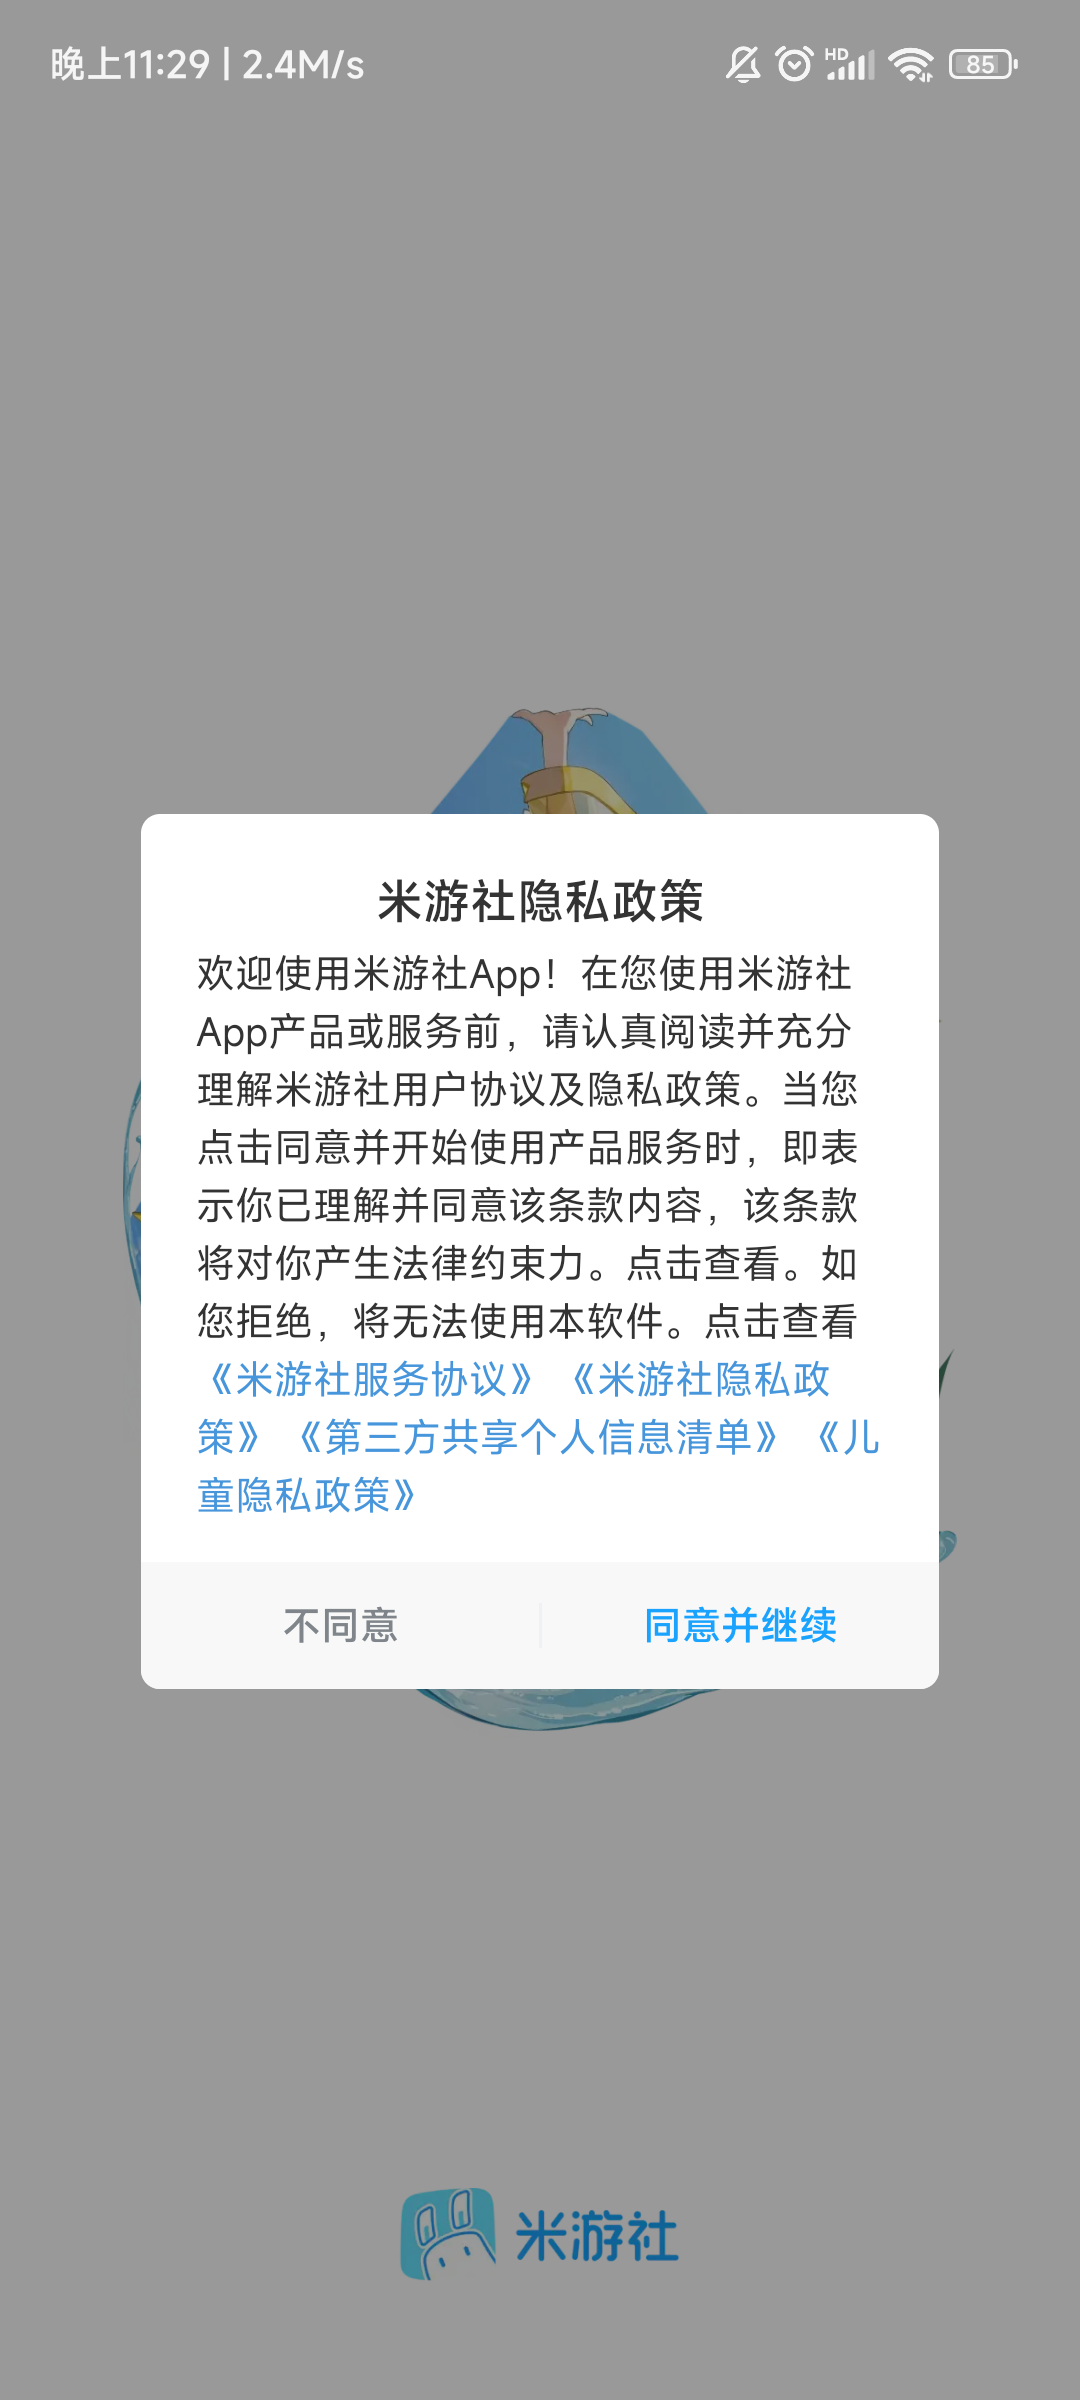 晚上11:29 | 2.4M/s
HD
85
米游社隐私政策
欢迎使用米游社App！在您使用米游社
App产品或服务前，请认真阅读并充分
理解米游社用户协议及隐私政策。当您
点击同意并开始使用产品服务时，即表
示你已理解并同意该条款内容，该条款
将对你产生法律约束力。点击查看。如
您拒绝，将无法使用本软件。点击查看
《米游社服务协议》《米游社隐私政
策》《第三方共享个人信息清单》《儿
童隐私政策》
不同意
同意并继续
米游社